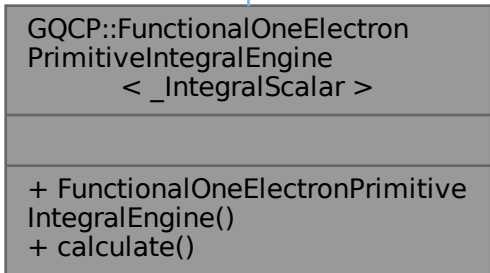 GQCP::FunctionalOneElectron
PrimitiveIntegralEngine
< _IntegralScalar >
+ FunctionalOneElectronPrimitive
IntegralEngine()
+ calculate()